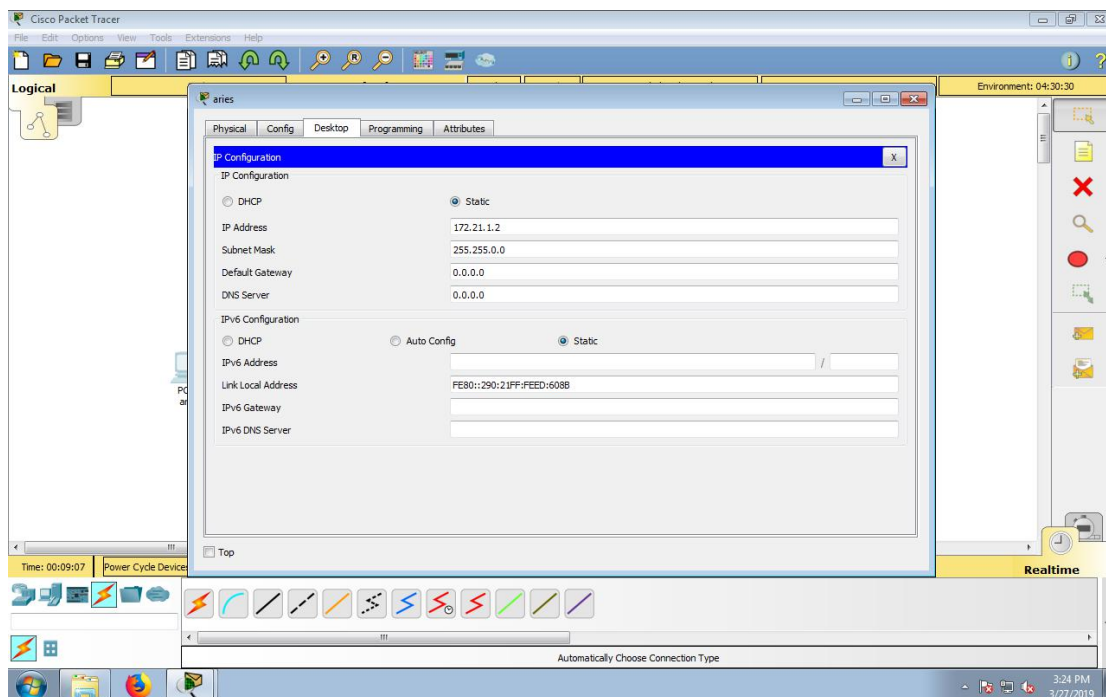 Cisco Packet Tracer
File Edit Options View Tools Extensions Help
Logical
Environment: 04:30:30
aries
Physical Config Desktop Programming Attributes
IP Configuration X
IP Configuration
DHCP Static
IP Address 172.21.1.2
Subnet Mask 255.255.0.0
Default Gateway 0.0.0.0
DNS Server 0.0.0.0
IPv6 Configuration
DHCP Auto Config Static
IPv6 Address /
Link Local Address FE80::290:21FF:FEED:608B
IPv6 Gateway
IPv6 DNS Server
Top
Time: 00:09:07 Power Cycle Device
Realtime
Automatically Choose Connection Type
3:24 PM
3/27/2019